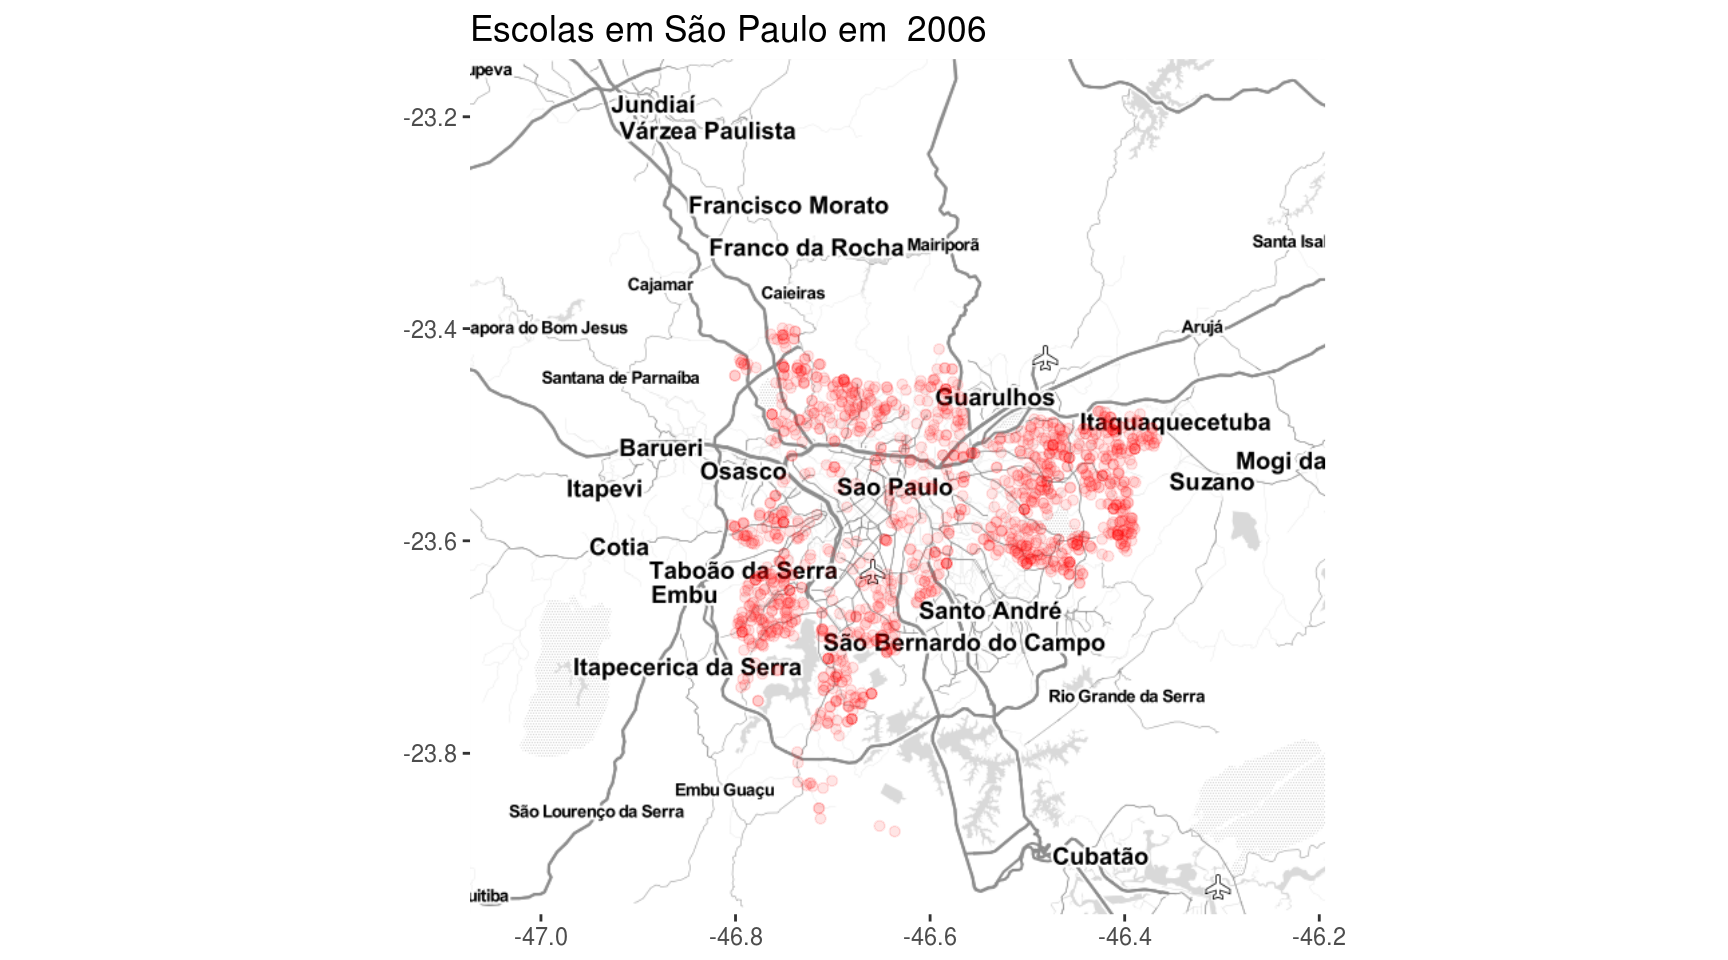 Escolas em São Paulo em  2006
upeva
Jundiaí
-23.2
Várzea Paulista
Francisco Morato
Santa Isal
Franco da Rocha
Mairiporã
Cajamar
Caieiras
-23.4
apora do Bom Jesus
Arujá
Santana de Parnaíba
Guarulhos
Itaquaquecetuba
Barueri
Mogi da
Osasco
Suzano
Itapevi
Sao Paulo
-23.6
Cotia
Taboão da Serra
Embu
Santo André
São Bernardo do Campo
Itapecerica da Serra
Rio Grande da Serra
-23.8
Embu Guaçu
São Lourenço da Serra
Cubatão
uitiba
-47.0
-46.8
-46.6
-46.4
-46.2